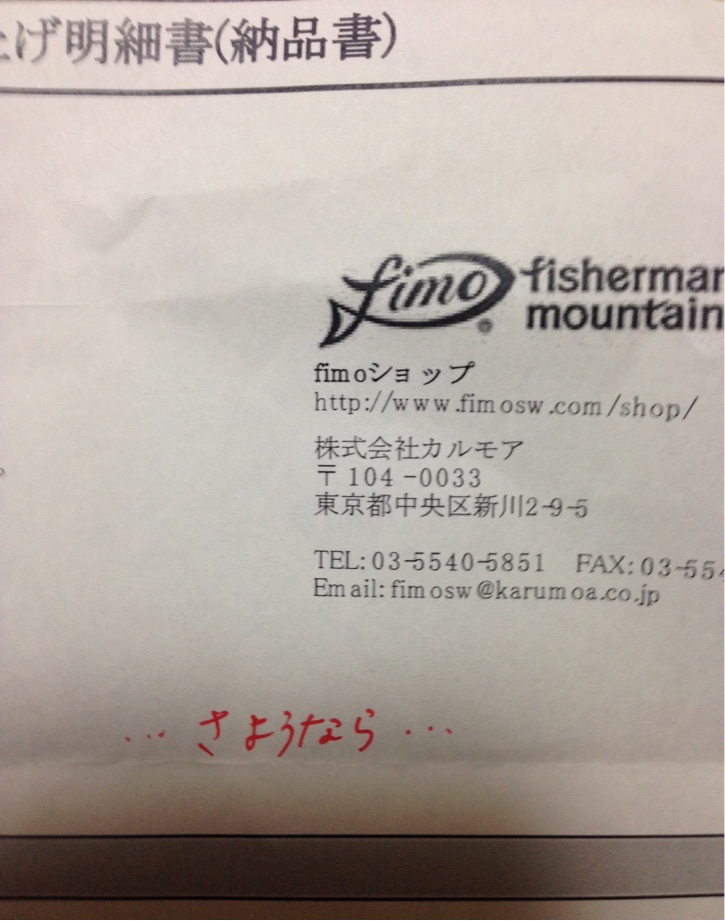 げ明細書(納品書)
fimo
®
fisherman
mountain
fimoショップ
http://www.fimosw.com/shop/
株式会社カルモア
〒104-0033
東京都中央区新川2-9-5
TEL:03-5540-5851 FAX:03-55
Email:fimosw@karumoa.co.jp
...さようなら...